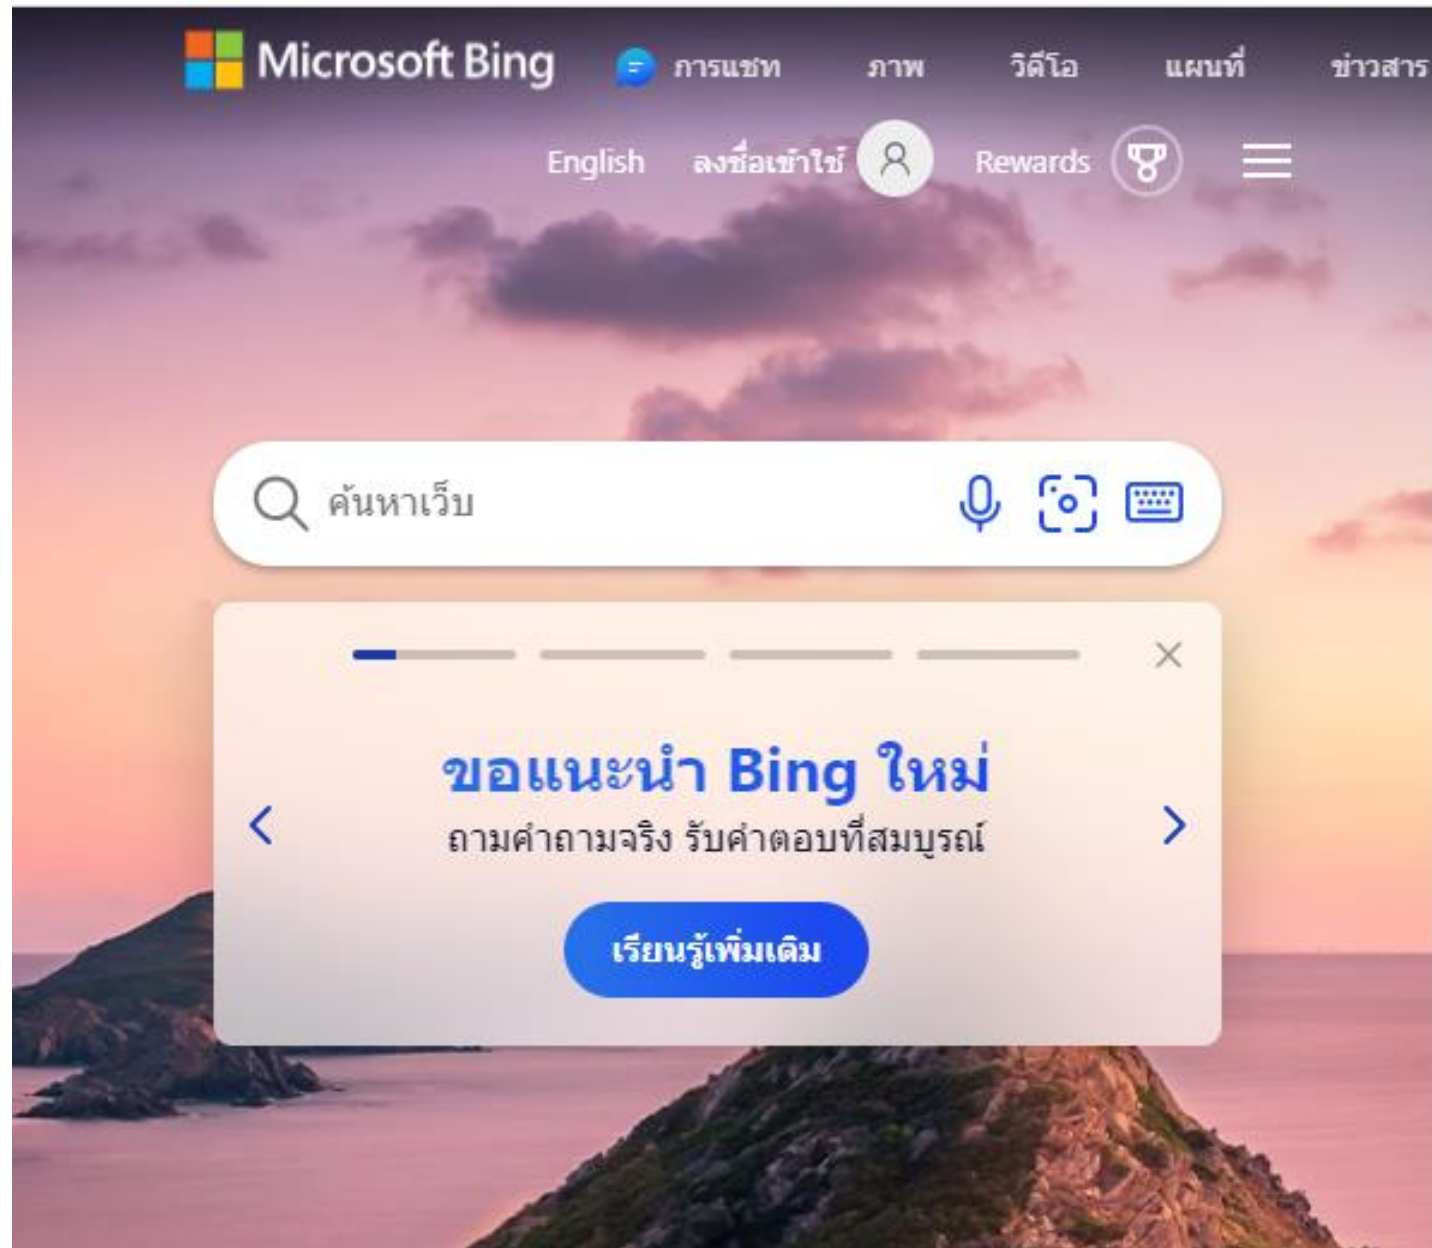 Microsoft Bing การแชท ภาพ วิดีโอ แผนที่ ข่าวสาร
English ลงชื่อเข้าใช้ Rewards
ค้นหาเว็บ
ขอแนะนำ Bing ใหม่
ถามคำถามจริง รับคำตอบที่สมบูรณ์
เรียนรู้เพิ่มเติม